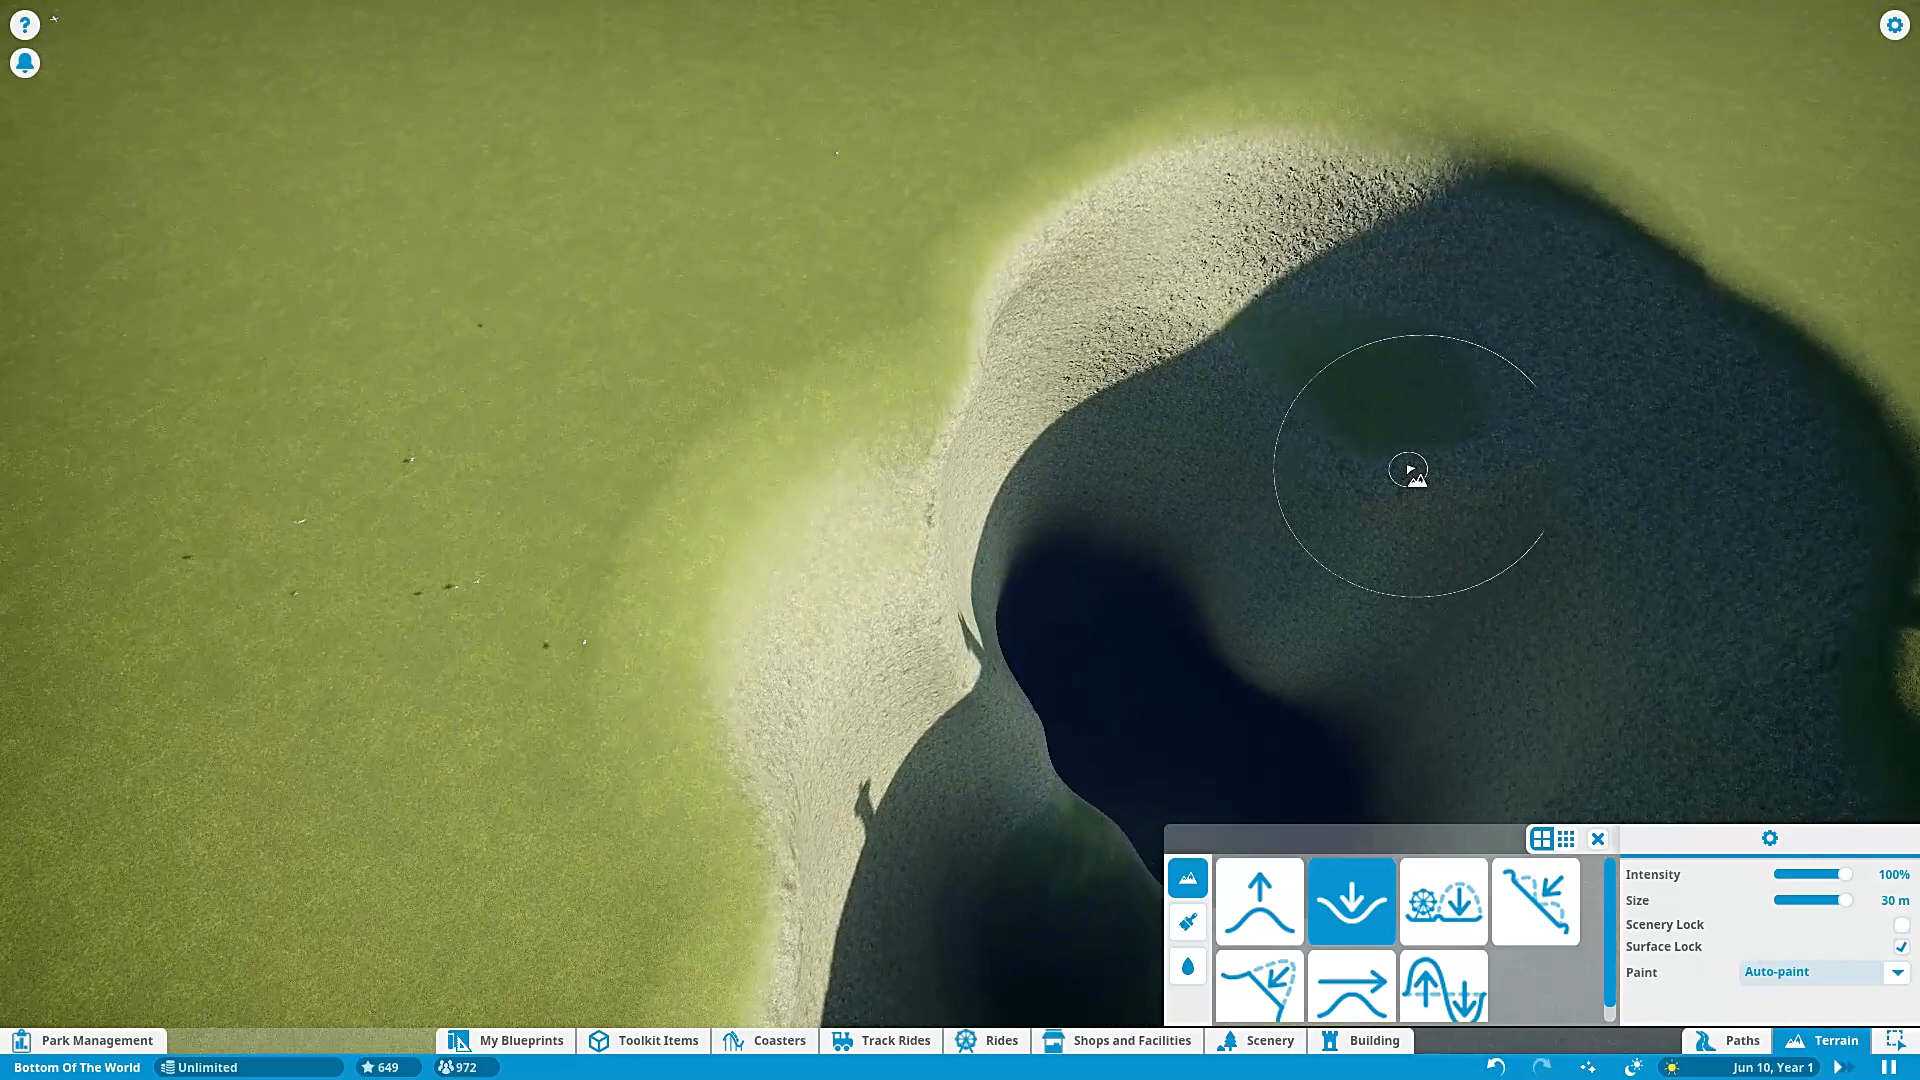 ?
Intensity 100%
Size 30 m
Scenery Lock
Surface Lock
Paint Auto-paint
Park Management My Blueprints Toolkit Items Coasters Track Rides Rides Shops and Facilities Scenery Building Paths Terrain
Bottom Of The World Unlimited 649 972 Jun 10, Year 1